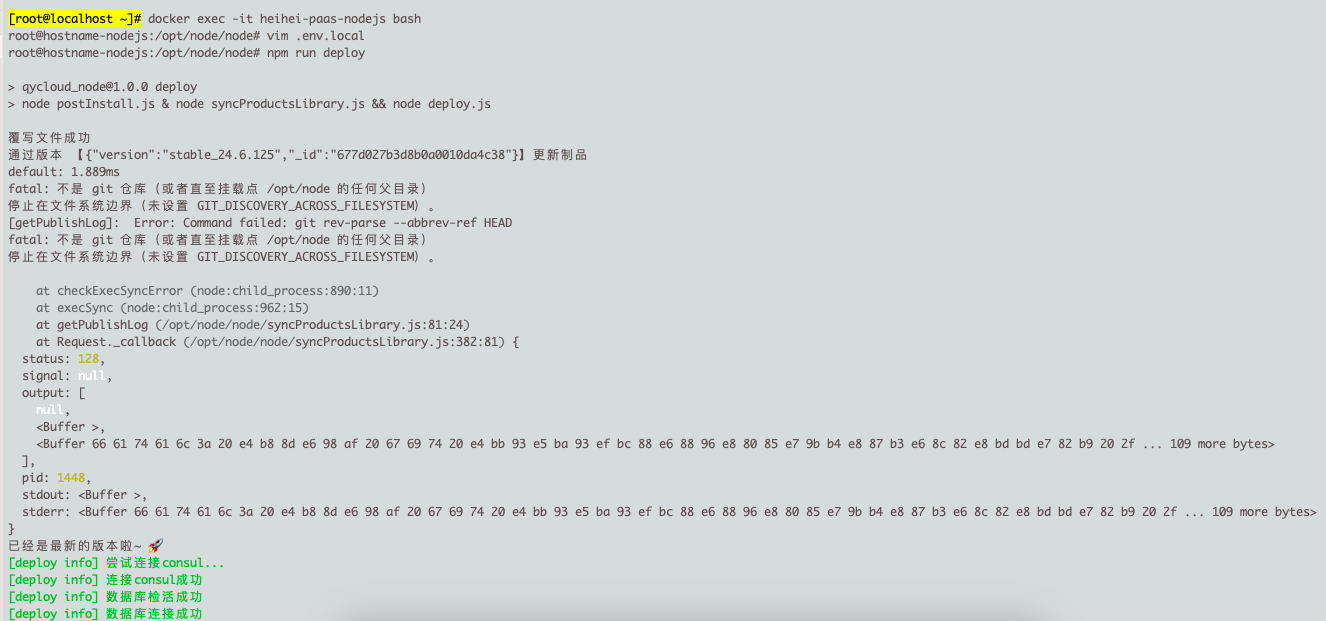 [root@localhost ~]# docker exec -it heihei-paas-nodejs bash
root@hostname-nodejs:/opt/node/node# vim .env.local
root@hostname-nodejs:/opt/node/node# npm run deploy
> qycloud_node@1.0.0 deploy
> node postInstall.js & node syncProductsLibrary.js && node deploy.js
覆写文件成功
通过版本 【{"version":"stable_24.6.125","_id":"677d027b3d8b0a0010da4c38"}】更新制品
default: 1.889ms
fatal: 不是 git 仓库（或者直至挂载点 /opt/node 的任何父目录）
停止在文件系统边界（未设置 GIT_DISCOVERY_ACROSS_FILESYSTEM）。
[getPublishLog]:  Error: Command failed: git rev-parse --abbrev-ref HEAD
fatal: 不是 git 仓库（或者直至挂载点 /opt/node 的任何父目录）
停止在文件系统边界（未设置 GIT_DISCOVERY_ACROSS_FILESYSTEM）。
    at checkExecSyncError (node:child_process:890:11)
    at execSync (node:child_process:962:15)
    at getPublishLog (/opt/node/node/syncProductsLibrary.js:81:24)
    at Request._callback (/opt/node/node/syncProductsLibrary.js:382:81) {
  status: 128,
  signal: null,
  output: [
    null,
    <Buffer >,
    <Buffer 66 61 74 61 6c 3a 20 e4 b8 8d e6 98 af 20 67 69 74 20 e4 bb 93 e5 ba 93 ef bc 88 e6 88 96 e8 80 85 e7 9b b4 e8 87 b3 e6 8c 82 e8 bd bd e7 82 b9 20 2f ... 109 more bytes>
  ],
  pid: 1448,
  stdout: <Buffer >,
  stderr: <Buffer 66 61 74 61 6c 3a 20 e4 b8 8d e6 98 af 20 67 69 74 20 e4 bb 93 e5 ba 93 ef bc 88 e6 88 96 e8 80 85 e7 9b b4 e8 87 b3 e6 8c 82 e8 bd bd e7 82 b9 20 2f ... 109 more bytes>
}
已经是最新的版本啦~ 🚀
[deploy info] 尝试连接consul...
[deploy info] 连接consul成功
[deploy info] 数据库检活成功
[deploy info] 数据库连接成功